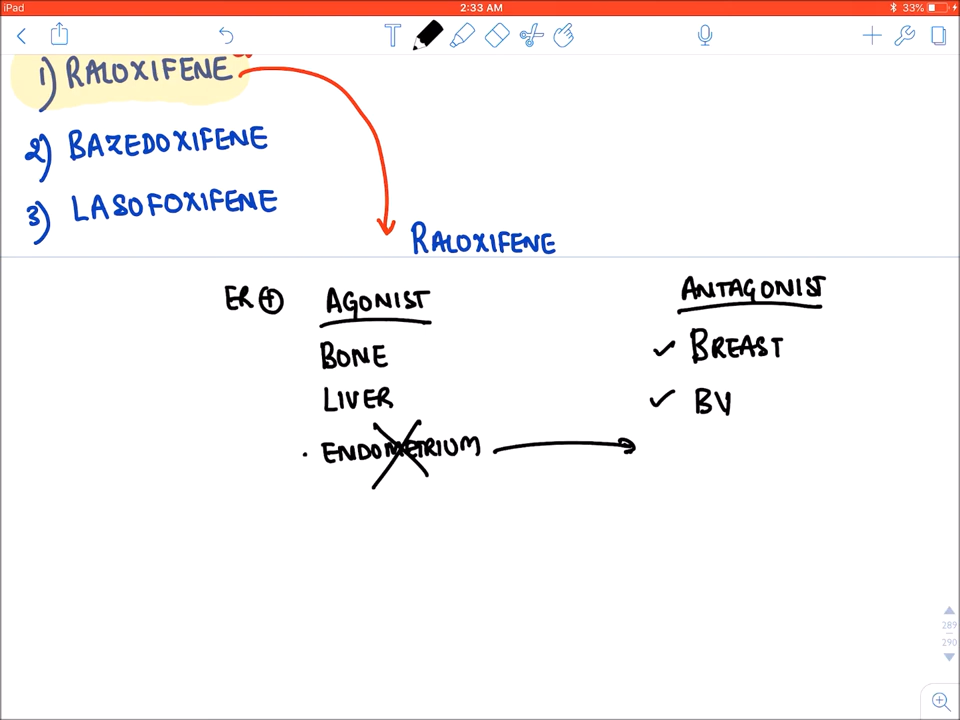 iPad 2:33 AM 33%
T
1) RALOXIFENE
2) BAZEDOXIFENE
3) LASOFOXIFENE
RALOXIFENE
ER + AGONIST ANTAGONIST
BONE ✓ BREAST
LIVER ✓ BV
· ENDOMETRIUM
289
290